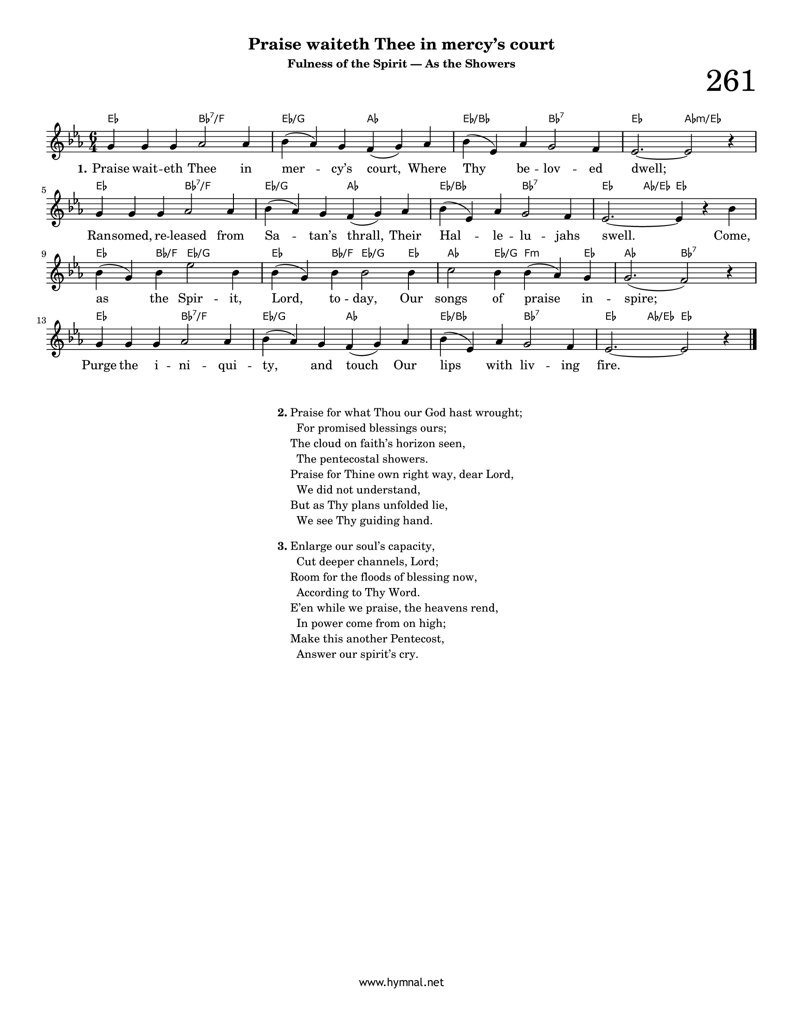 Praise waiteth Thee in mercy's court
Fulness of the Spirit — As the Showers
261
E♭ B♭7/F E♭/G A♭ E♭/B♭ B♭7 E♭ A♭m/E♭
6 4
1. Praise wait-eth Thee in mer - cy's court, Where Thy be - lov - ed dwell;
5 E♭ B♭7/F E♭/G A♭ E♭/B♭ B♭7 E♭ A♭/E♭ E♭
Ransomed, re-leased from Sa - tan's thrall, Their Hal - le - lu - jahs swell. Come,
9 E♭ B♭/F E♭/G E♭ B♭/F E♭/G E♭ A♭ E♭/G Fm E♭ A♭ B♭7
as the Spir - it, Lord, to - day, Our songs of praise in - spire;
13 E♭ B♭7/F E♭/G A♭ E♭/B♭ B♭7 E♭ A♭/E♭ E♭
Purge the i - ni - qui - ty, and touch Our lips with liv - ing fire.
2. Praise for what Thou our God hast wrought;
For promised blessings ours;
The cloud on faith's horizon seen,
The pentecostal showers.
Praise for Thine own right way, dear Lord,
We did not understand,
But as Thy plans unfolded lie,
We see Thy guiding hand.
3. Enlarge our soul's capacity,
Cut deeper channels, Lord;
Room for the floods of blessing now,
According to Thy Word.
E'en while we praise, the heavens rend,
In power come from on high;
Make this another Pentecost,
Answer our spirit's cry.
www.hymnal.net